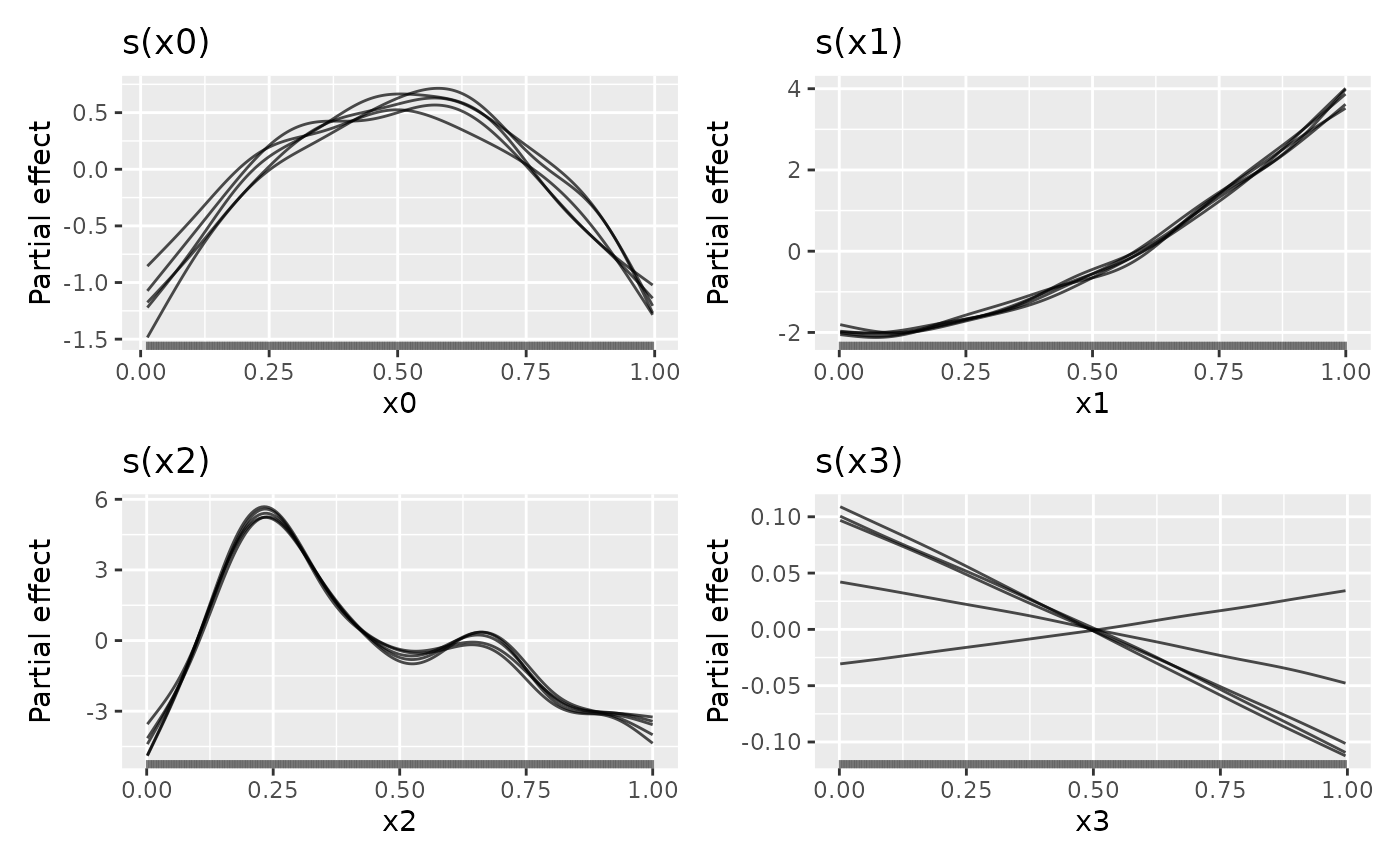 s(x0)
Partial effect
0.5
0.0
-0.5
-1.0
-1.5
0.00 0.25 0.50 0.75 1.00
x0
s(x1)
Partial effect
4
2
0
-2
0.00 0.25 0.50 0.75 1.00
x1
s(x2)
Partial effect
6
3
0
-3
0.00 0.25 0.50 0.75 1.00
x2
s(x3)
Partial effect
0.10
0.05
0.00
-0.05
-0.10
0.00 0.25 0.50 0.75 1.00
x3